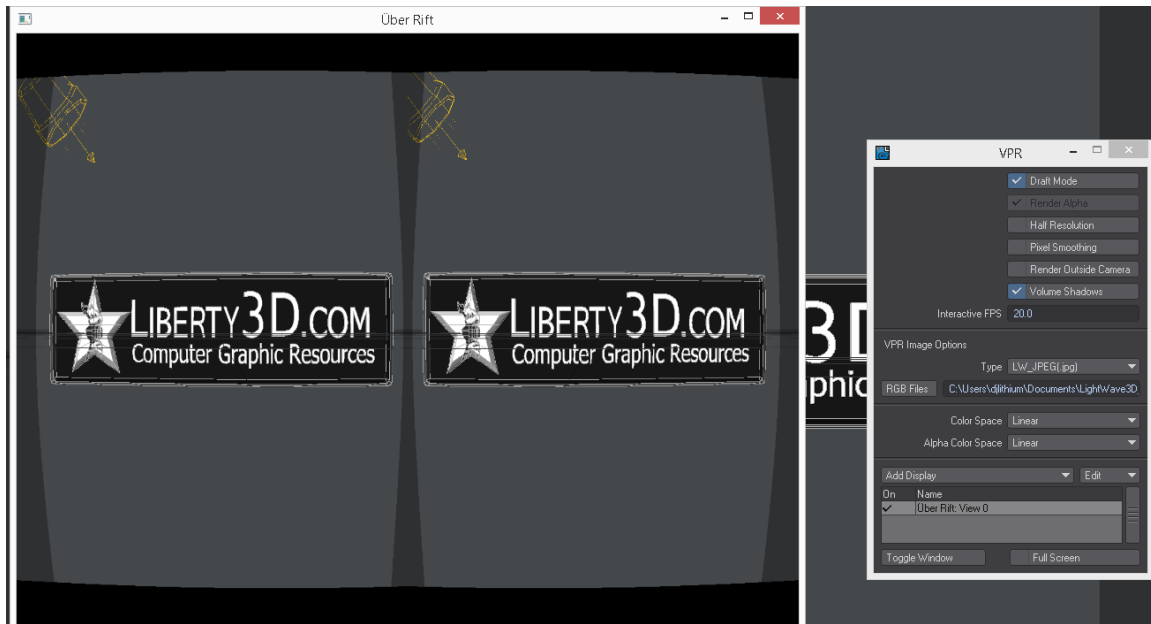 Über Rift
LIBERTY3D.COM
Computer Graphic Resources
LIBERTY3D.COM
Computer Graphic Resources
3D
aphic
VPR
Draft Mode
Render Alpha
Half Resolution
Pixel Smoothing
Render Outside Camera
Volume Shadows
Interactive FPS 20.0
VPR Image Options
Type LW_JPEG(.jpg)
RGB Files C:\Users\djlithium\Documents\LightWave3D_
Color Space Linear
Alpha Color Space Linear
Add Display Edit
On Name
Über Rift: View 0
Toggle Window Full Screen